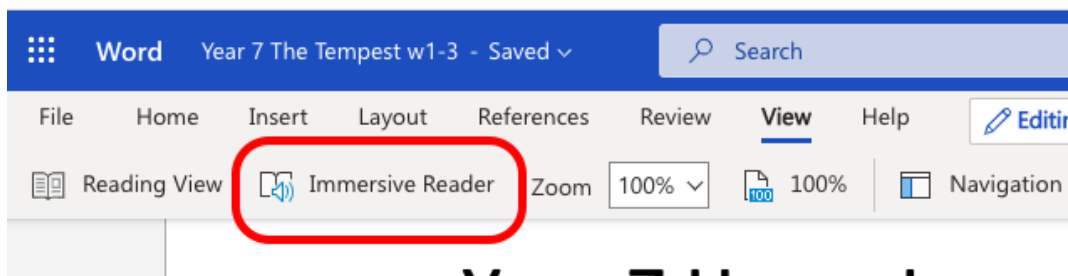 Word Year 7 The Tempest w1-3 - Saved Search
File Home Insert Layout References Review View Help
Reading View Immersive Reader Zoom 100% 100 100% Navigation